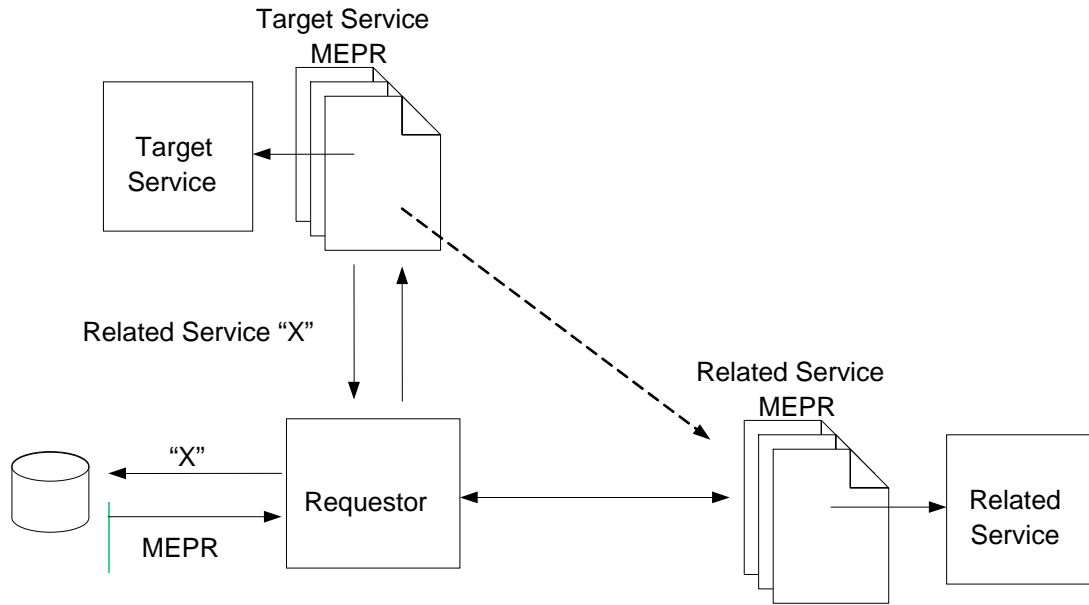 Target Service
MEPR
Target
Service
Related Service “X”
Related Service
MEPR
“X”
Requestor
MEPR
Related
Service